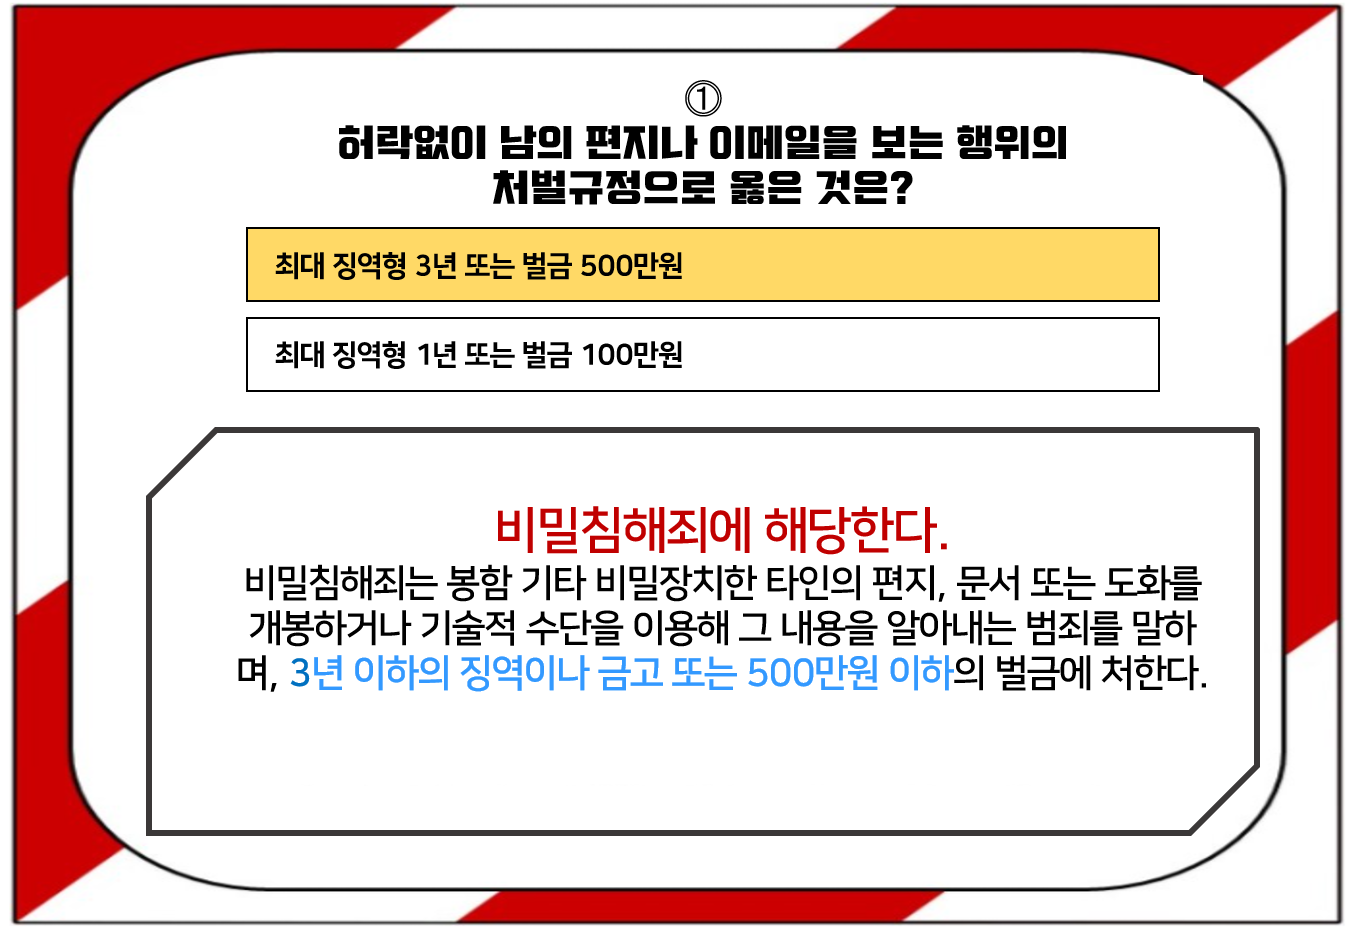 ①
허락없이 남의 편지나 이메일을 보는 행위의
처벌규정으로 옳은 것은?
최대 징역형 3년 또는 벌금 500만원
최대 징역형 1년 또는 벌금 100만원
비밀침해죄에 해당한다.
비밀침해죄는 봉함 기타 비밀장치한 타인의 편지, 문서 또는 도화를
개봉하거나 기술적 수단을 이용해 그 내용을 알아내는 범죄를 말하
며, 3년 이하의 징역이나 금고 또는 500만원 이하의 벌금에 처한다.